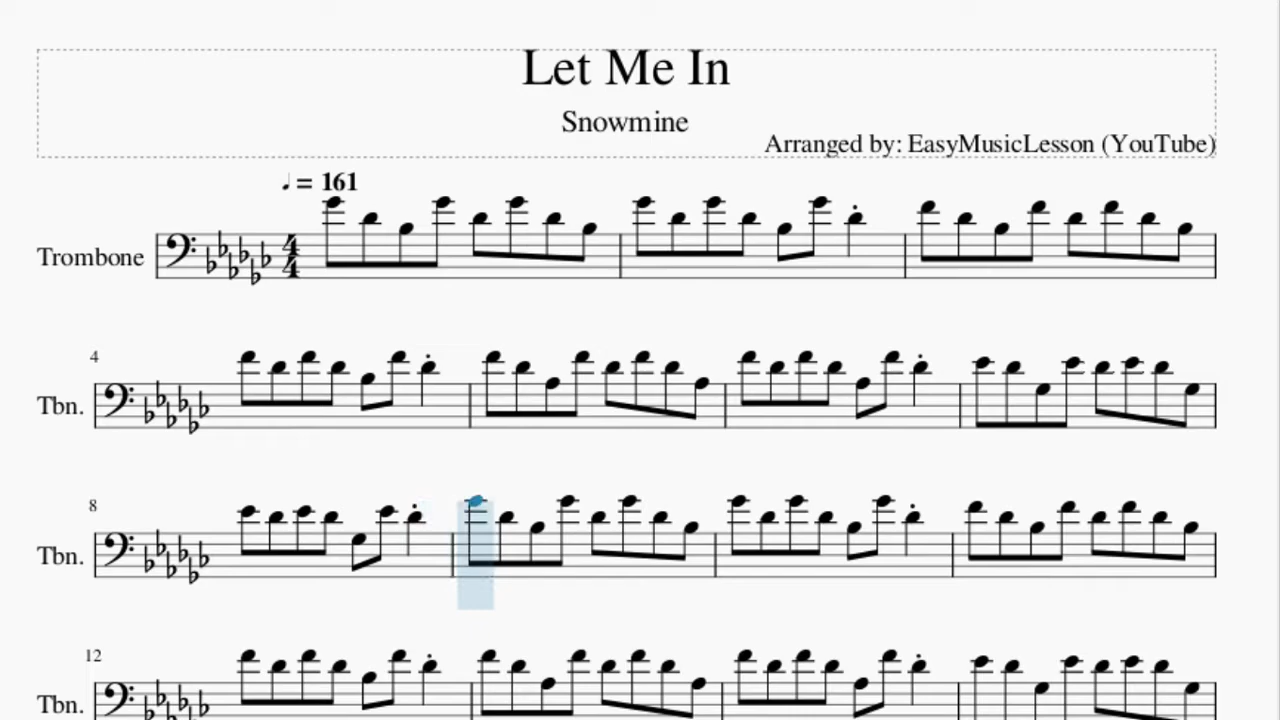 Let Me In
Snowmine
Arranged by: EasyMusicLesson (YouTube)
♩ = 161
Trombone
4
4
4
Tbn.
8
Tbn.
12
Tbn.